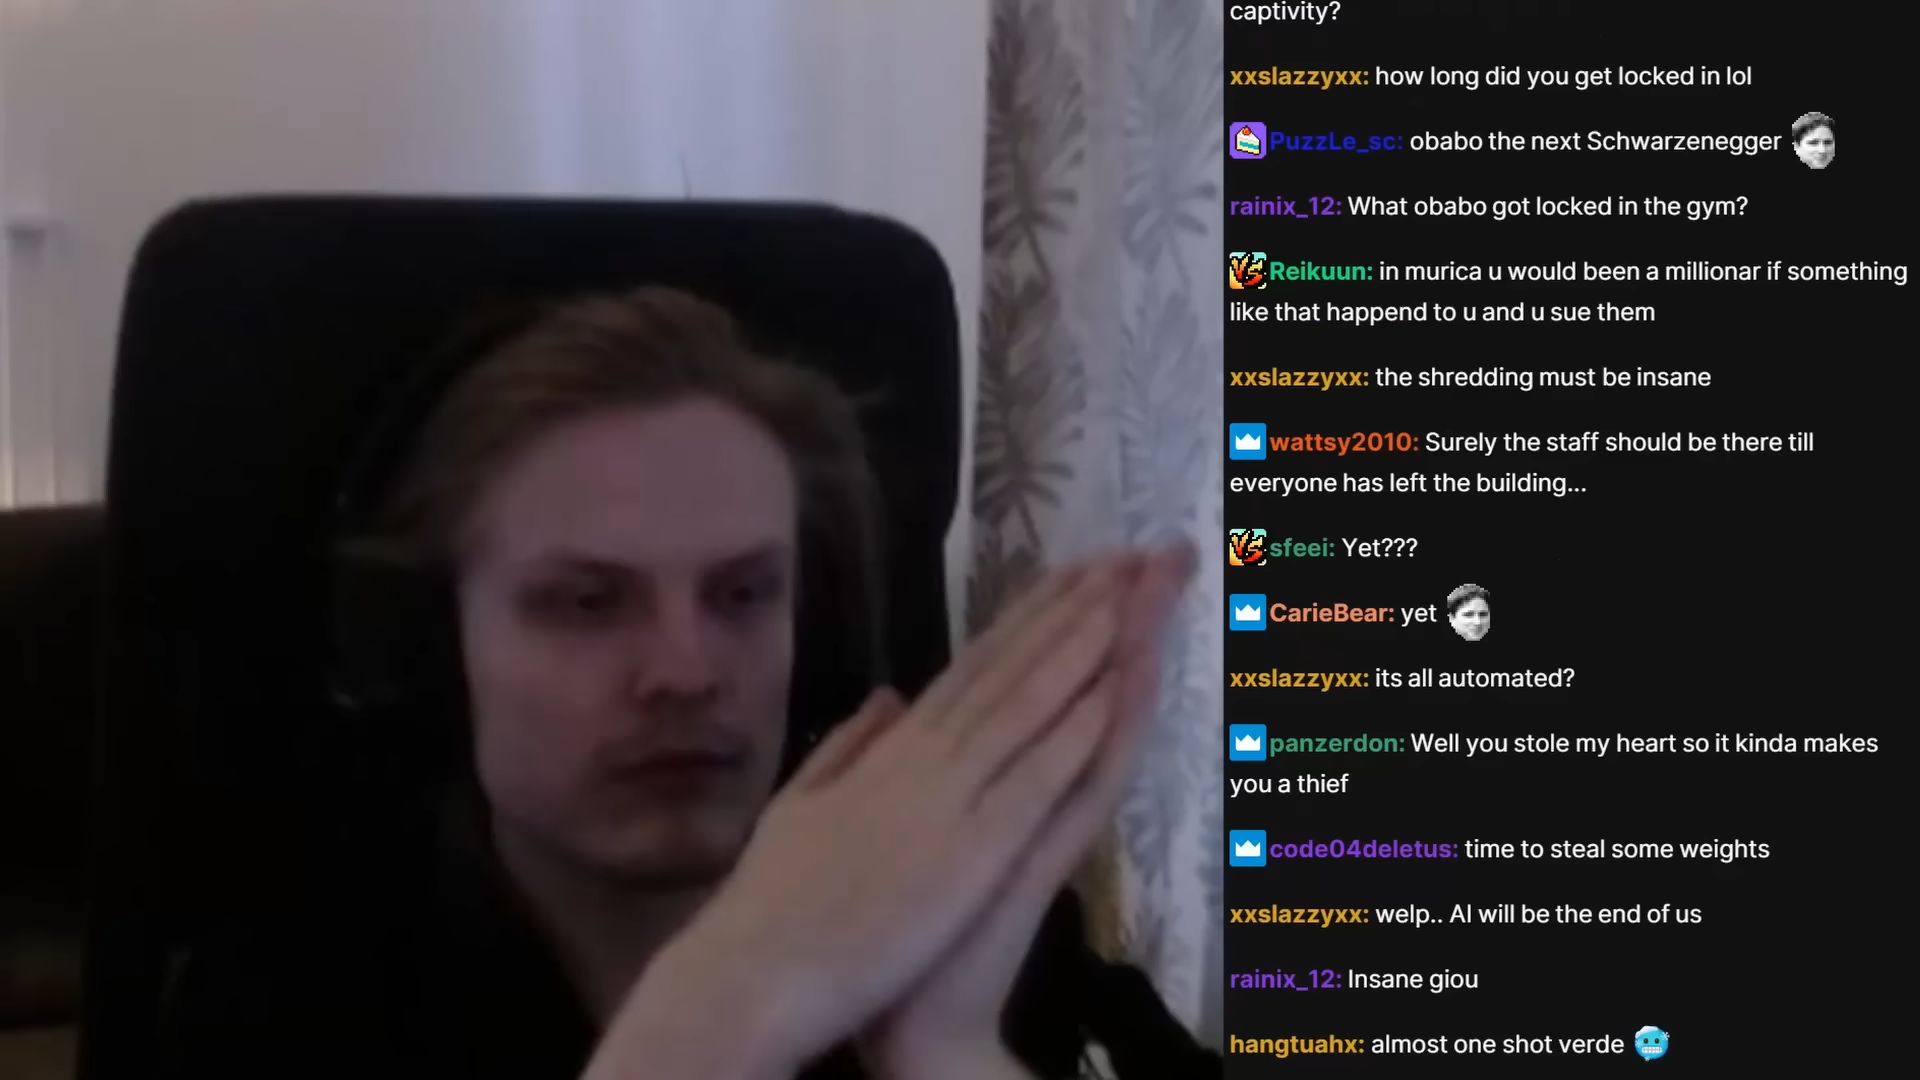 captivity?
xxslazzyxx: how long did you get locked in lol
PuzzLe_sc: obabo the next Schwarzenegger
rainix_12: What obabo got locked in the gym?
Reikuun: in murica u would been a millionar if something
like that happend to u and u sue them
xxslazzyxx: the shredding must be insane
wattsy2010: Surely the staff should be there till
everyone has left the building...
sfeei: Yet???
CarieBear: yet
xxslazzyxx: its all automated?
panzerdon: Well you stole my heart so it kinda makes
you a thief
code04deletus: time to steal some weights
xxslazzyxx: welp.. AI will be the end of us
rainix_12: Insane giou
hangtuahx: almost one shot verde